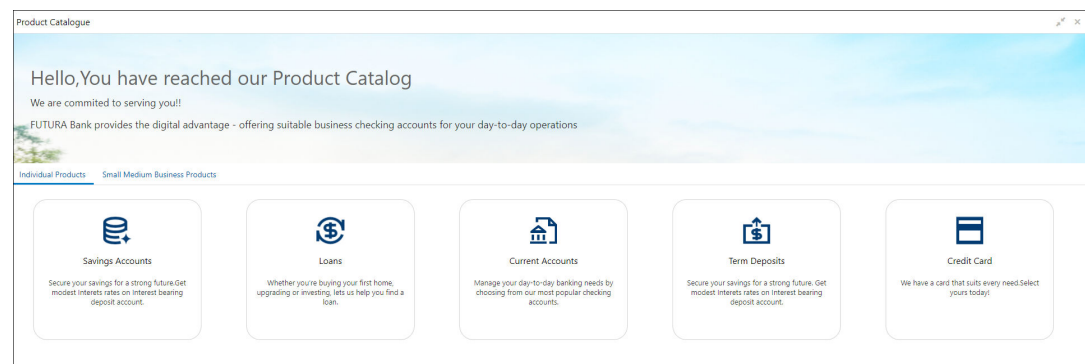 Product Catalogue
Hello,You have reached our Product Catalog
We are commited to serving you!!
FUTURA Bank provides the digital advantage - offering suitable business checking accounts for your day-to-day operations
Individual Products Small Medium Business Products
Savings Accounts
Secure your savings for a strong future.Get
modest Interets rates on Interest bearing
deposit account.
Loans
Whether you're buying your first home,
upgrading or investing, lets us help you find a
loan.
Current Accounts
Manage your day-to-day banking needs by
choosing from our most popular checking
accounts.
Term Deposits
Secure your savings for a strong future. Get
modest Interets rates on Interest bearing
deposit account.
Credit Card
We have a card that suits every need.Select
yours today!